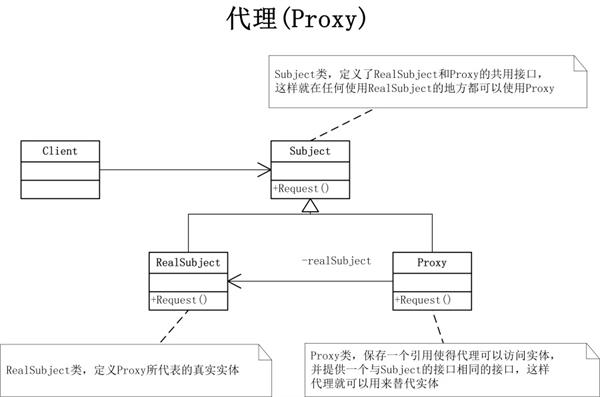 代理(Proxy)
Subject类，定义了RealSubject和Proxy的共用接口，
这样就在任何使用RealSubject的地方都可以使用Proxy
Client
Subject
+Request()
RealSubject
-realSubject
Proxy
+Request()
+Request()
RealSubject类，定义Proxy所代表的真实实体
Proxy类，保存一个引用使得代理可以访问实体，
并提供一个与Subject的接口相同的接口，这样
代理就可以用来替代实体